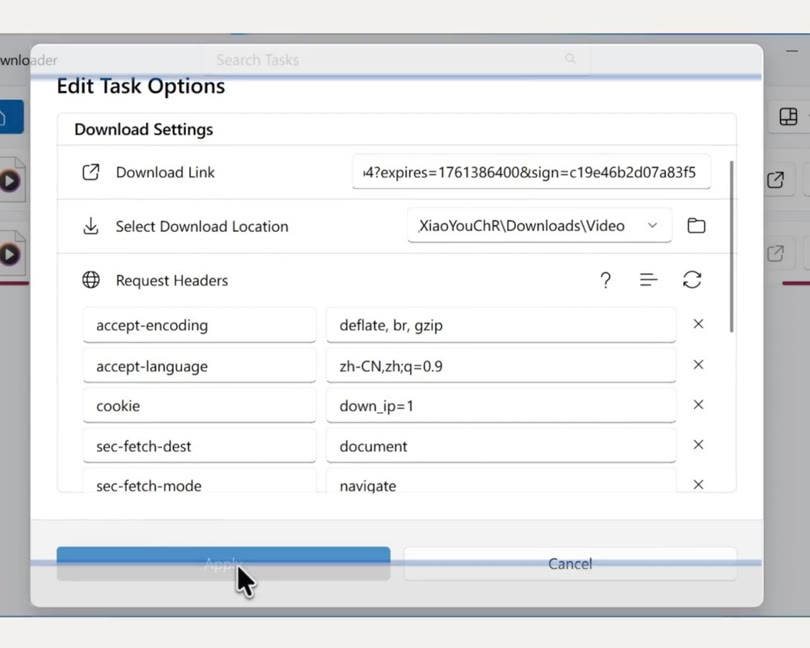 wnloader
Search Tasks
Edit Task Options
Download Settings
Download Link
4?expires=1761386400&sign=c19e46b2d07a83f5
Select Download Location
XiaoYouChR\Downloads\Video
Request Headers
?
accept-encoding deflate, br, gzip
accept-language zh-CN,zh;q=0.9
cookie down_ip=1
sec-fetch-dest document
sec-fetch-mode navigate
Apply Cancel